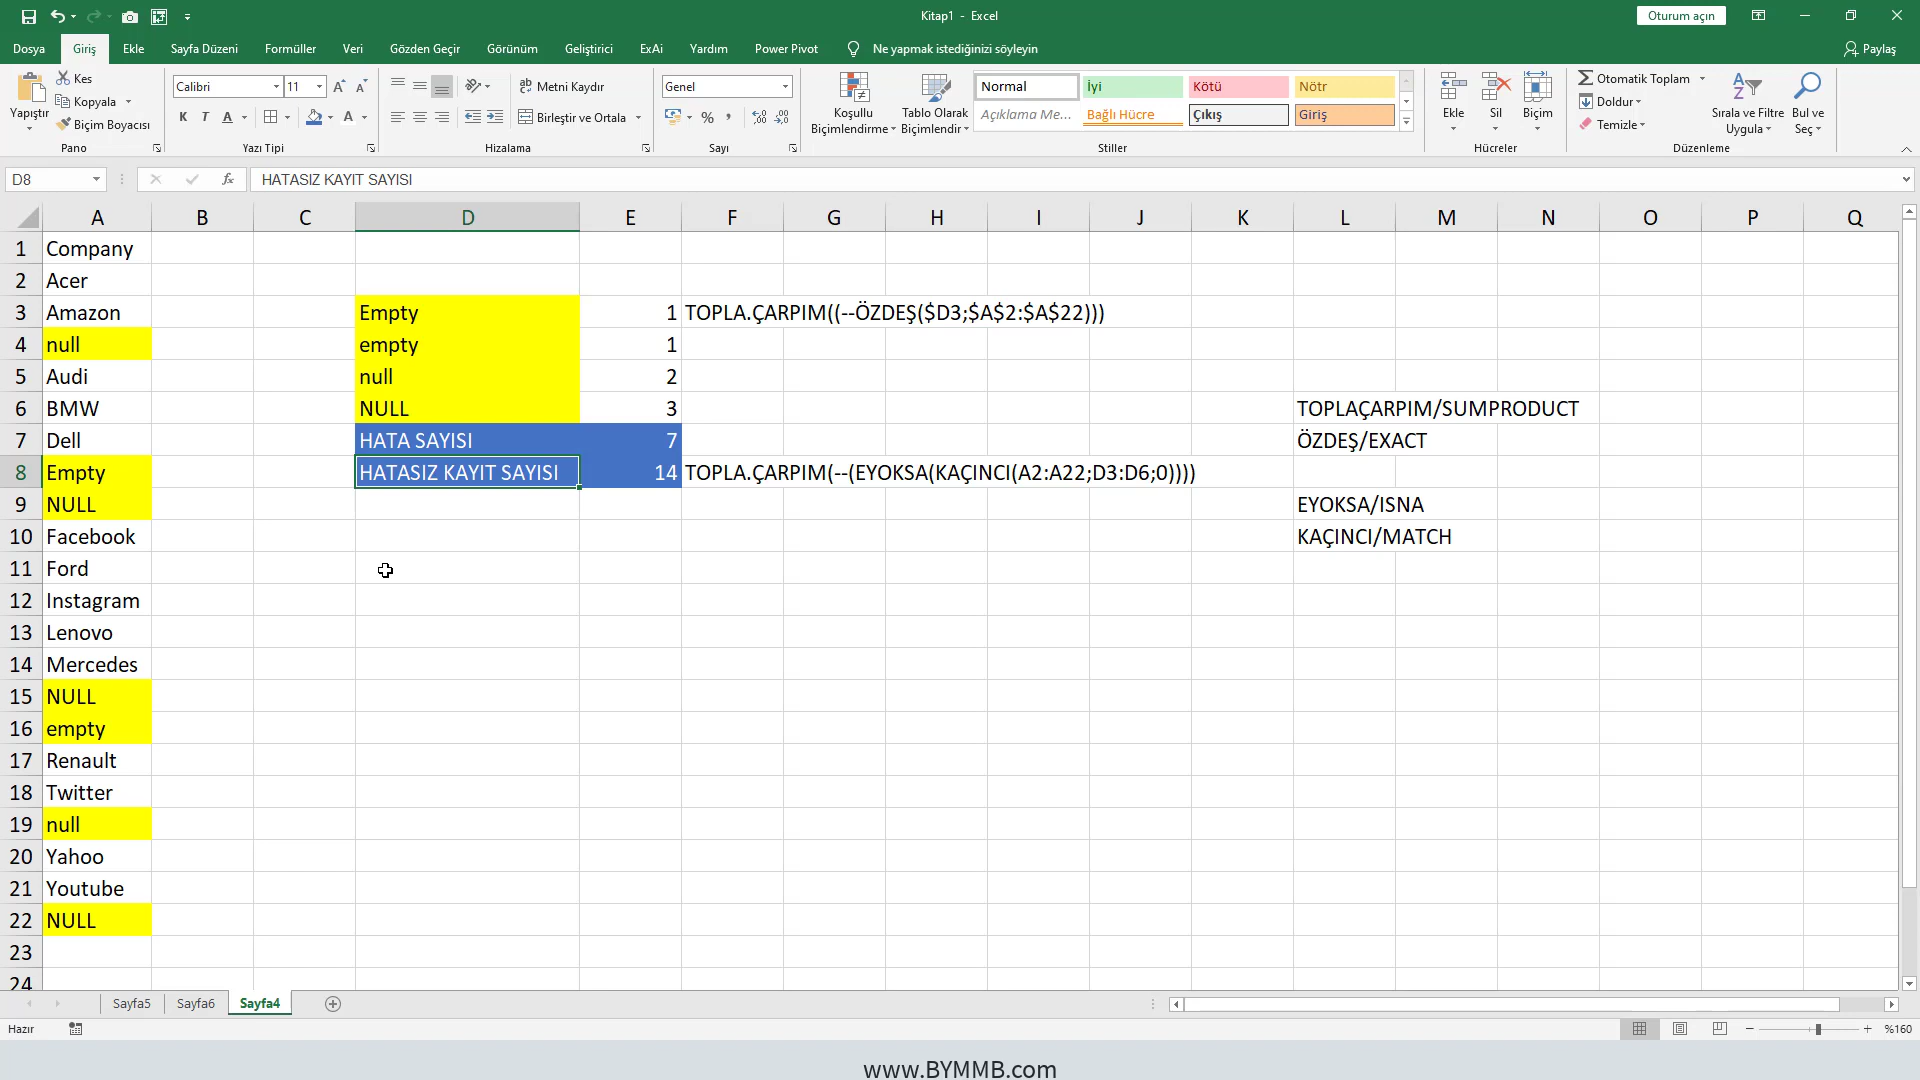 Kitap1 - Excel
Oturum açın
Dosya Giriş Ekle Sayfa Düzeni Formüller Veri Gözden Geçir Görünüm Geliştirici ExAi Yardım Power Pivot Ne yapmak istediğinizi söyleyin Paylaş
Yapıştır
Kes
Kopyala
Biçim Boyacısı
Pano
Calibri 11
K T A
Yazı Tipi
Metni Kaydır
Birleştir ve Ortala
Hizalama
Genel
Sayı
Koşullu Biçimlendirme
Tablo Olarak Biçimlendir
Normal İyi Kötü Nötr
Açıklama Me... Bağlı Hücre Çıkış Giriş
Stiller
Ekle Sil Biçim
Hücreler
Otomatik Toplam
Doldur
Temizle
Sırala ve Filtre Uygula
Bul ve Seç
Düzenleme
D8 fx HATASIZ KAYIT SAYISI
A B C D E F G H I J K L M N O P Q
1 Company
2 Acer
3 Amazon Empty 1 TOPLA.ÇARPIM((--ÖZDEŞ($D3;$A$2:$A$22)))
4 null empty 1
5 Audi null 2
6 BMW NULL 3 TOPLAÇARPIM/SUMPRODUCT
7 Dell HATA SAYISI 7 ÖZDEŞ/EXACT
8 Empty HATASIZ KAYIT SAYISI 14 TOPLA.ÇARPIM(--(EYOKSA(KAÇINCI(A2:A22;D3:D6;0))))
9 NULL EYOKSA/ISNA
10 Facebook KAÇINCI/MATCH
11 Ford
12 Instagram
13 Lenovo
14 Mercedes
15 NULL
16 empty
17 Renault
18 Twitter
19 null
20 Yahoo
21 Youtube
22 NULL
23
24
Sayfa5 Sayfa6 Sayfa4
Hazır %160
www.BYMMB.com